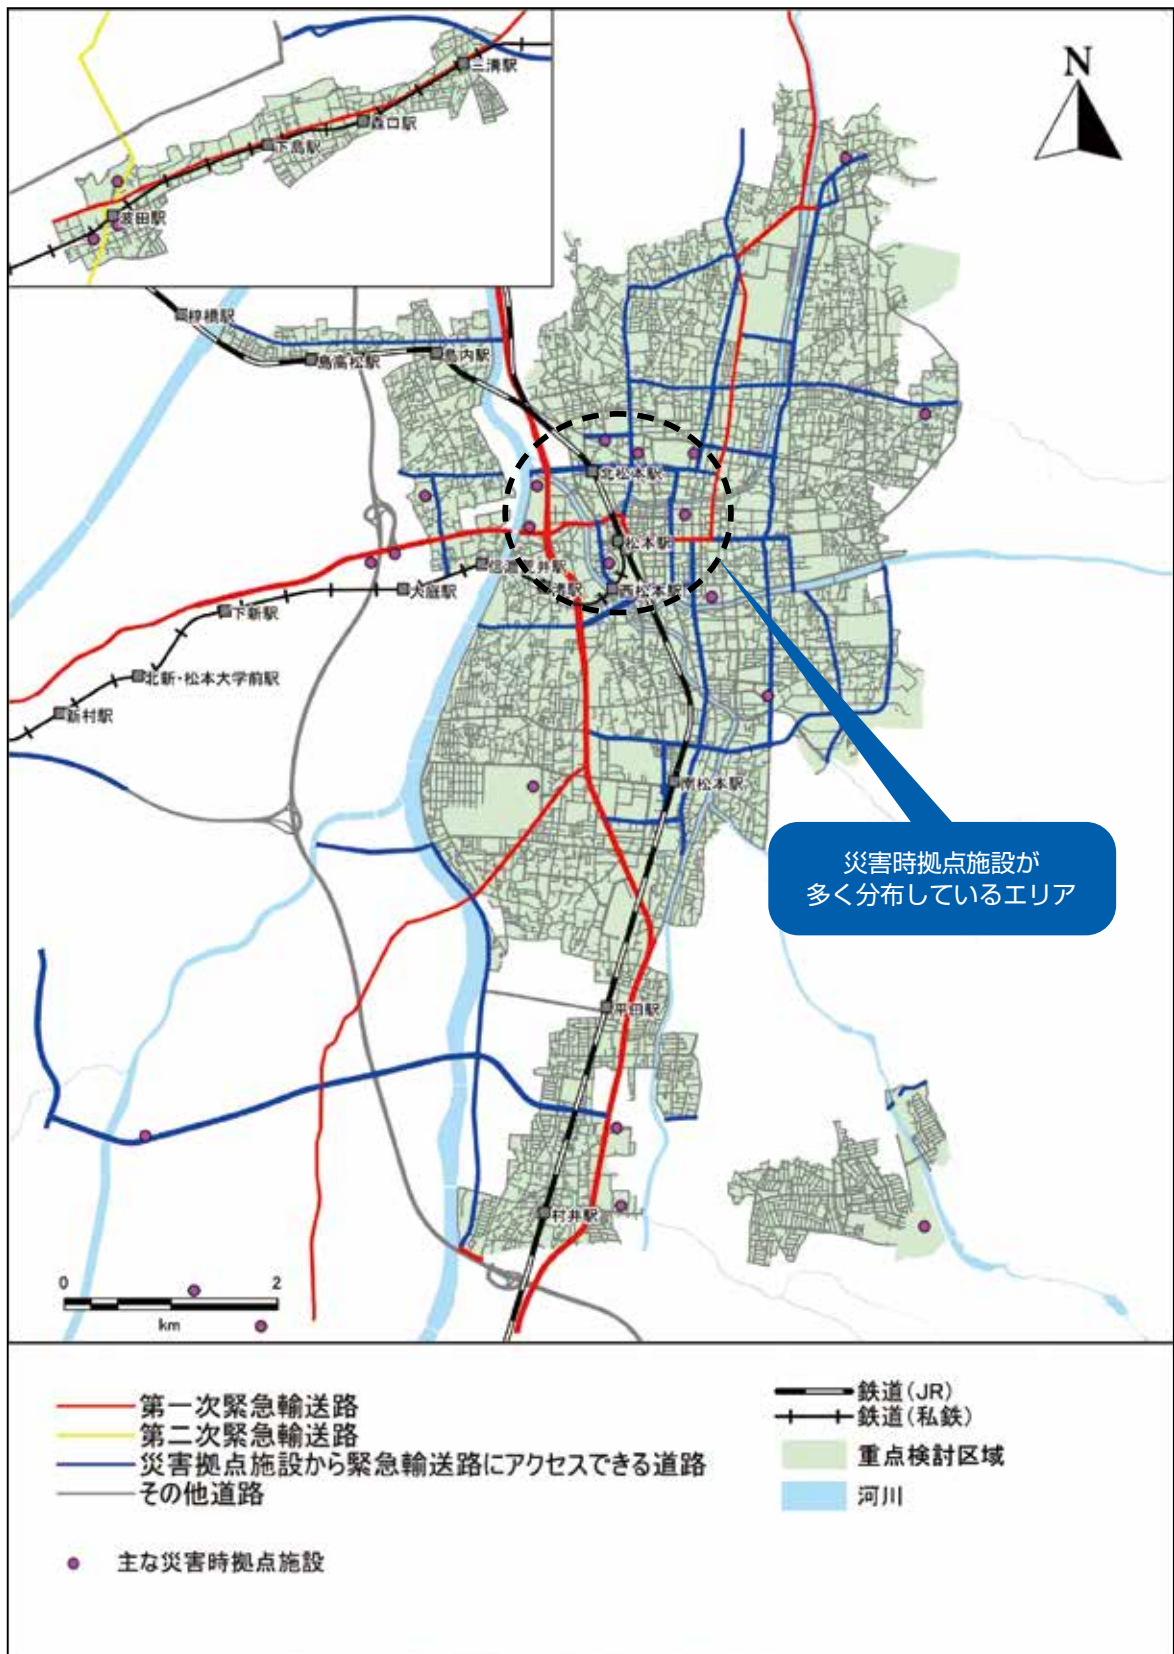 三溝駅
森口駅
下島駅
波田駅
N
梓橋駅
島高松駅
島内駅
北松本駅
松本駅
信濃荒井駅
渚駅
西松本駅
大庭駅
下新駅
北新・松本大学前駅
新村駅
南松本駅
災害時拠点施設が
多く分布しているエリア
平田駅
村井駅
0 2
km
第一次緊急輸送路
第二次緊急輸送路
災害拠点施設から緊急輸送路にアクセスできる道路
その他道路
主な災害時拠点施設
鉄道(JR)
鉄道(私鉄)
重点検討区域
河川